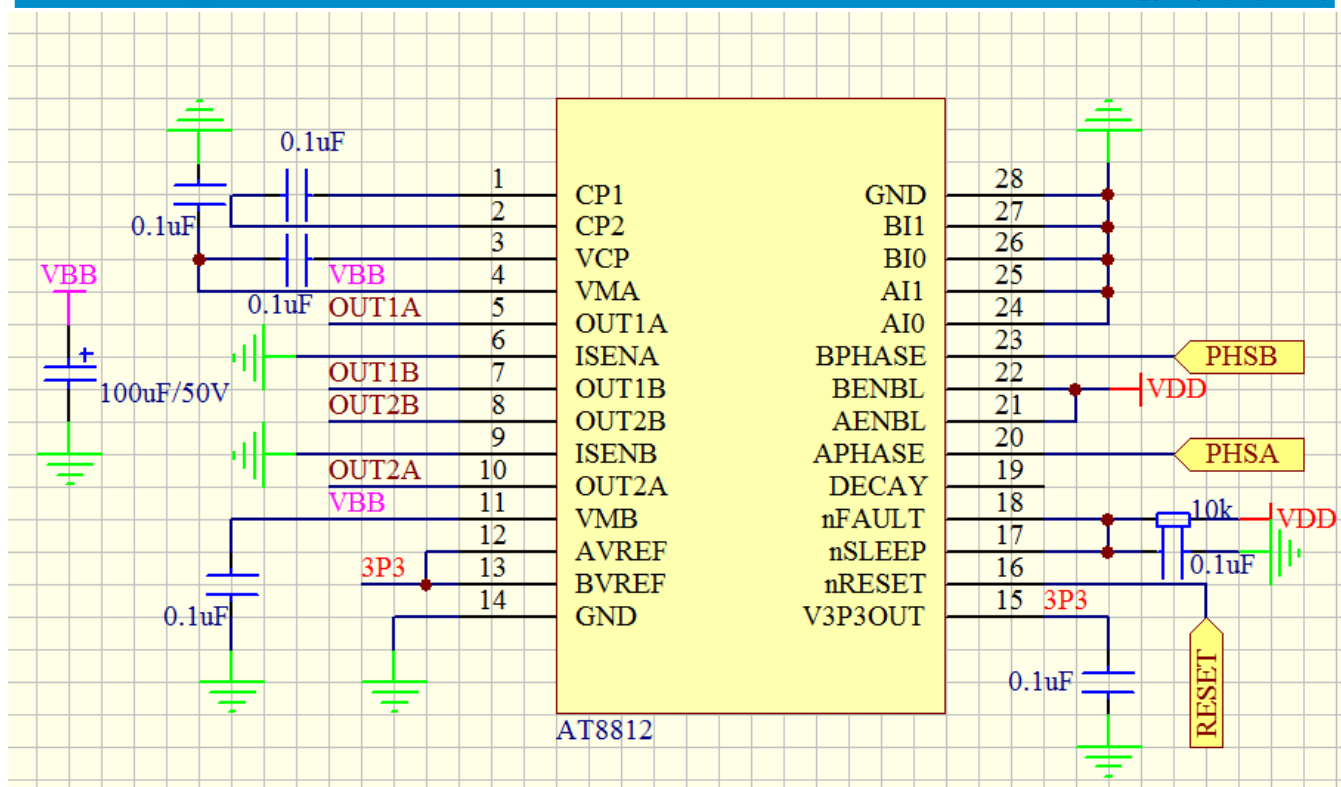 0.1uF
0.1uF
VBB
0.1uF
VBB
OUT1A
100uF/50V
OUT1B
OUT2B
OUT2A
VBB
3P3
0.1uF
1 CP1
2 CP2
3 VCP
4 VMA
5 OUT1A
6 ISENA
7 OUT1B
8 OUT2B
9 ISENB
10 OUT2A
11 VMB
12 AVREF
13 BVREF
14 GND
GND 28
BI1 27
BI0 26
AI1 25
AI0 24
BPHASE 23
BENBL 22
AENBL 21
APHASE 20
DECAY 19
nFAULT 18
nSLEEP 17
nRESET 16
V3P3OUT 15
PHSB
VDD
PHSA
10k
VDD
0.1uF
3P3
0.1uF
RESET
AT8812